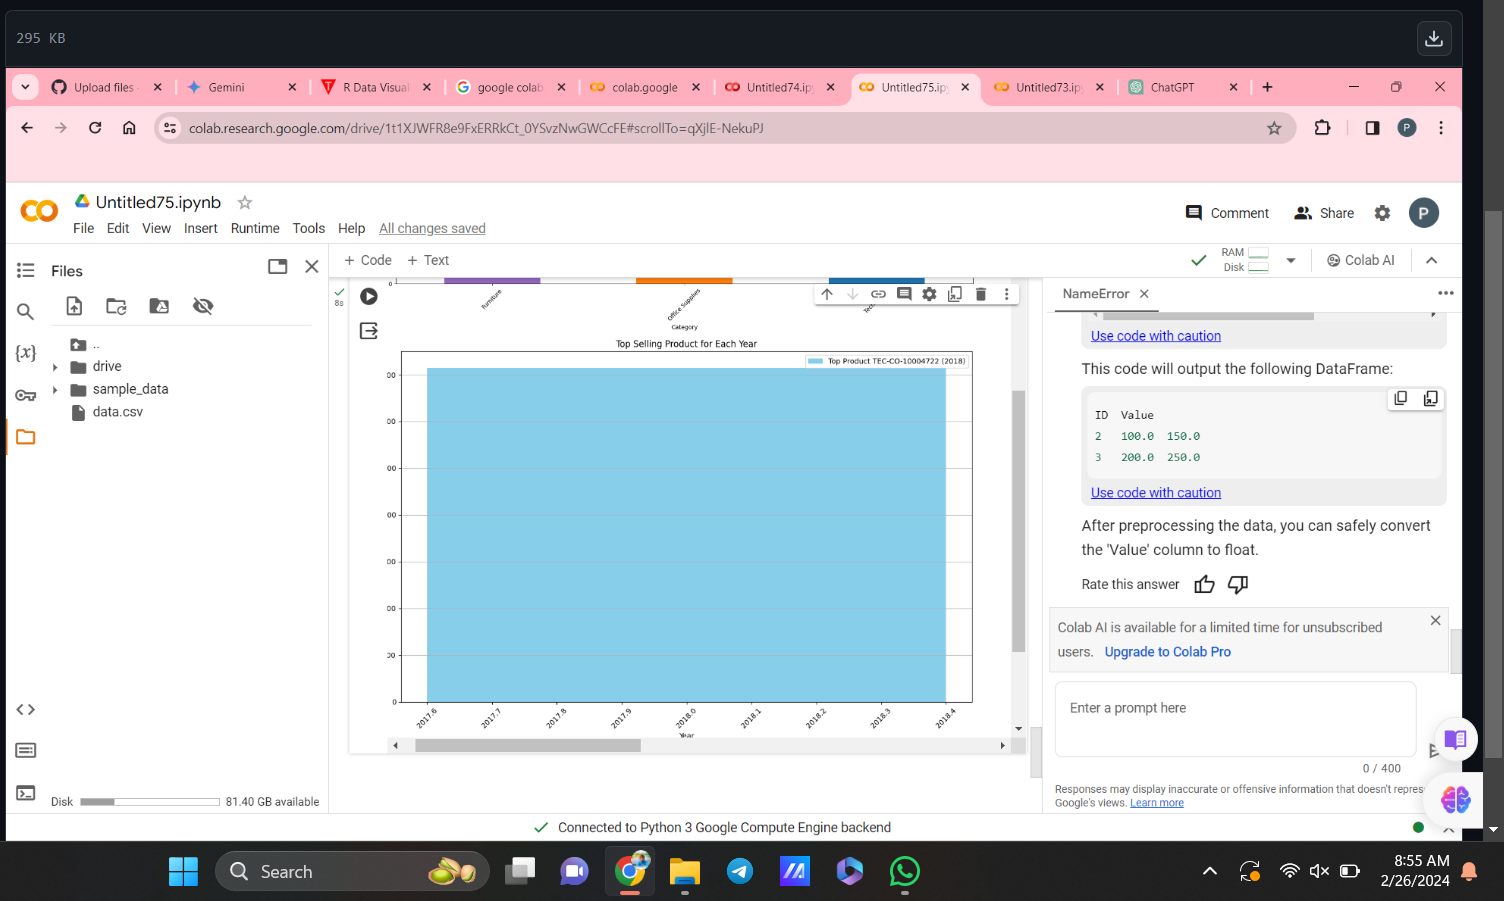 295 KB
Upload files
Gemini
R Data Visual
google colab
colab.google
Untitled74.ip
Untitled75.ip
Untitled73.ip
ChatGPT
colab.research.google.com/drive/1t1XJWFR8e9FxERRkCt_0YSvzNwGWCcFE#scrollTo=qXjlE-NekuPJ
P
Untitled75.ipynb
File Edit View Insert Runtime Tools Help All changes saved
Comment Share P
Files
+ Code + Text
RAM
Disk
Colab AI
NameError
8s
0
Furniture
Office Supplies
Tec
Category
Top Selling Product for Each Year
Top Product TEC-CO-10004722 (2018)
00
00
00
00
00
00
00
0
2017.6 2017.7 2017.8 2017.9 2018.0 2018.1 2018.2 2018.3 2018.4
Year
..
drive
sample_data
data.csv
{x}
Disk 81.40 GB available
Use code with caution
This code will output the following DataFrame:
ID Value
2 100.0 150.0
3 200.0 250.0
Use code with caution
After preprocessing the data, you can safely convert
the 'Value' column to float.
Rate this answer
Colab AI is available for a limited time for unsubscribed
users. Upgrade to Colab Pro
Enter a prompt here
0 / 400
Responses may display inaccurate or offensive information that doesn't repres
Google's views. Learn more
Connected to Python 3 Google Compute Engine backend
Search
8:55 AM
2/26/2024